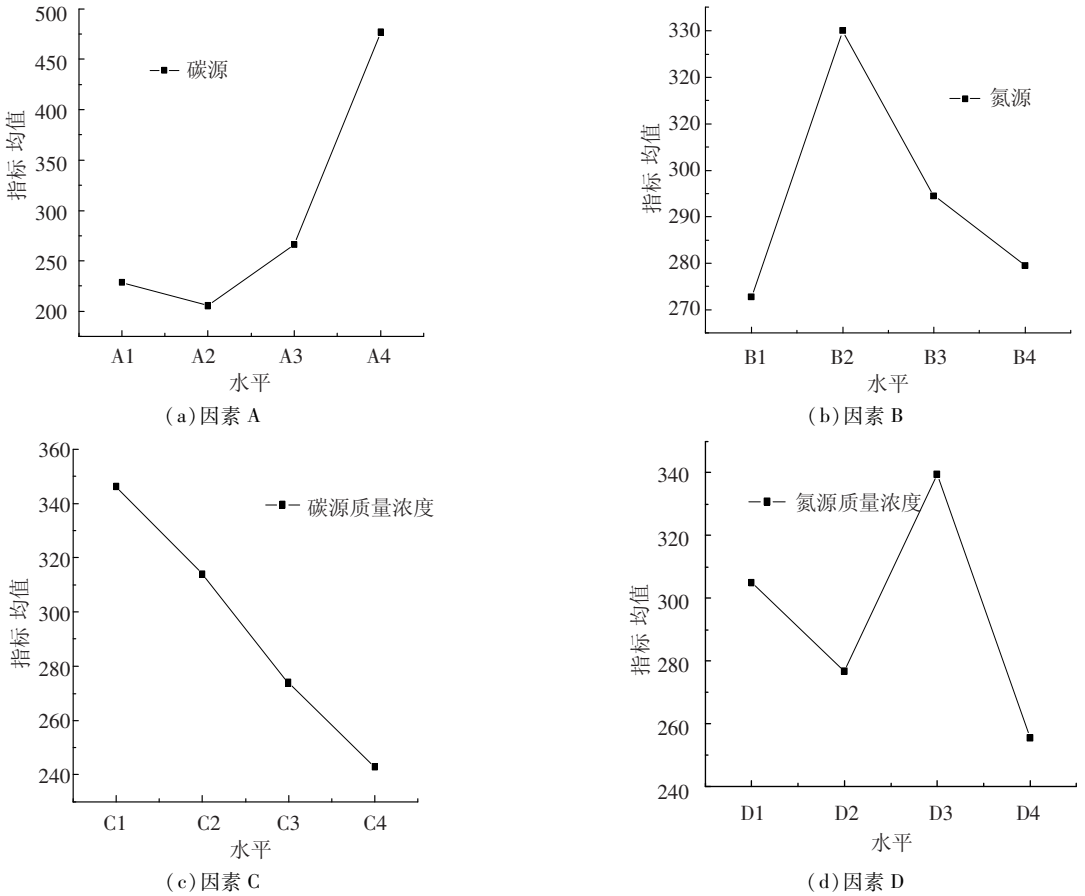 500
450
400
350
300
250
200
碳源
指标 均值
A1 A2 A3 A4
水平
(a)因素 A
330
330
320
300
290
280
270
氮源
指标 均值
B1 B2 B3 B4
水平
(b)因素 B
360
340
320
280
260
240
碳源质量浓度
指标 均值
C1 C2 C3 C4
水平
(c)因素 C
340
320
300
280
260
240
氮源质量浓度
指标 均值
D1 D2 D3 D4
水平
(d)因素 D